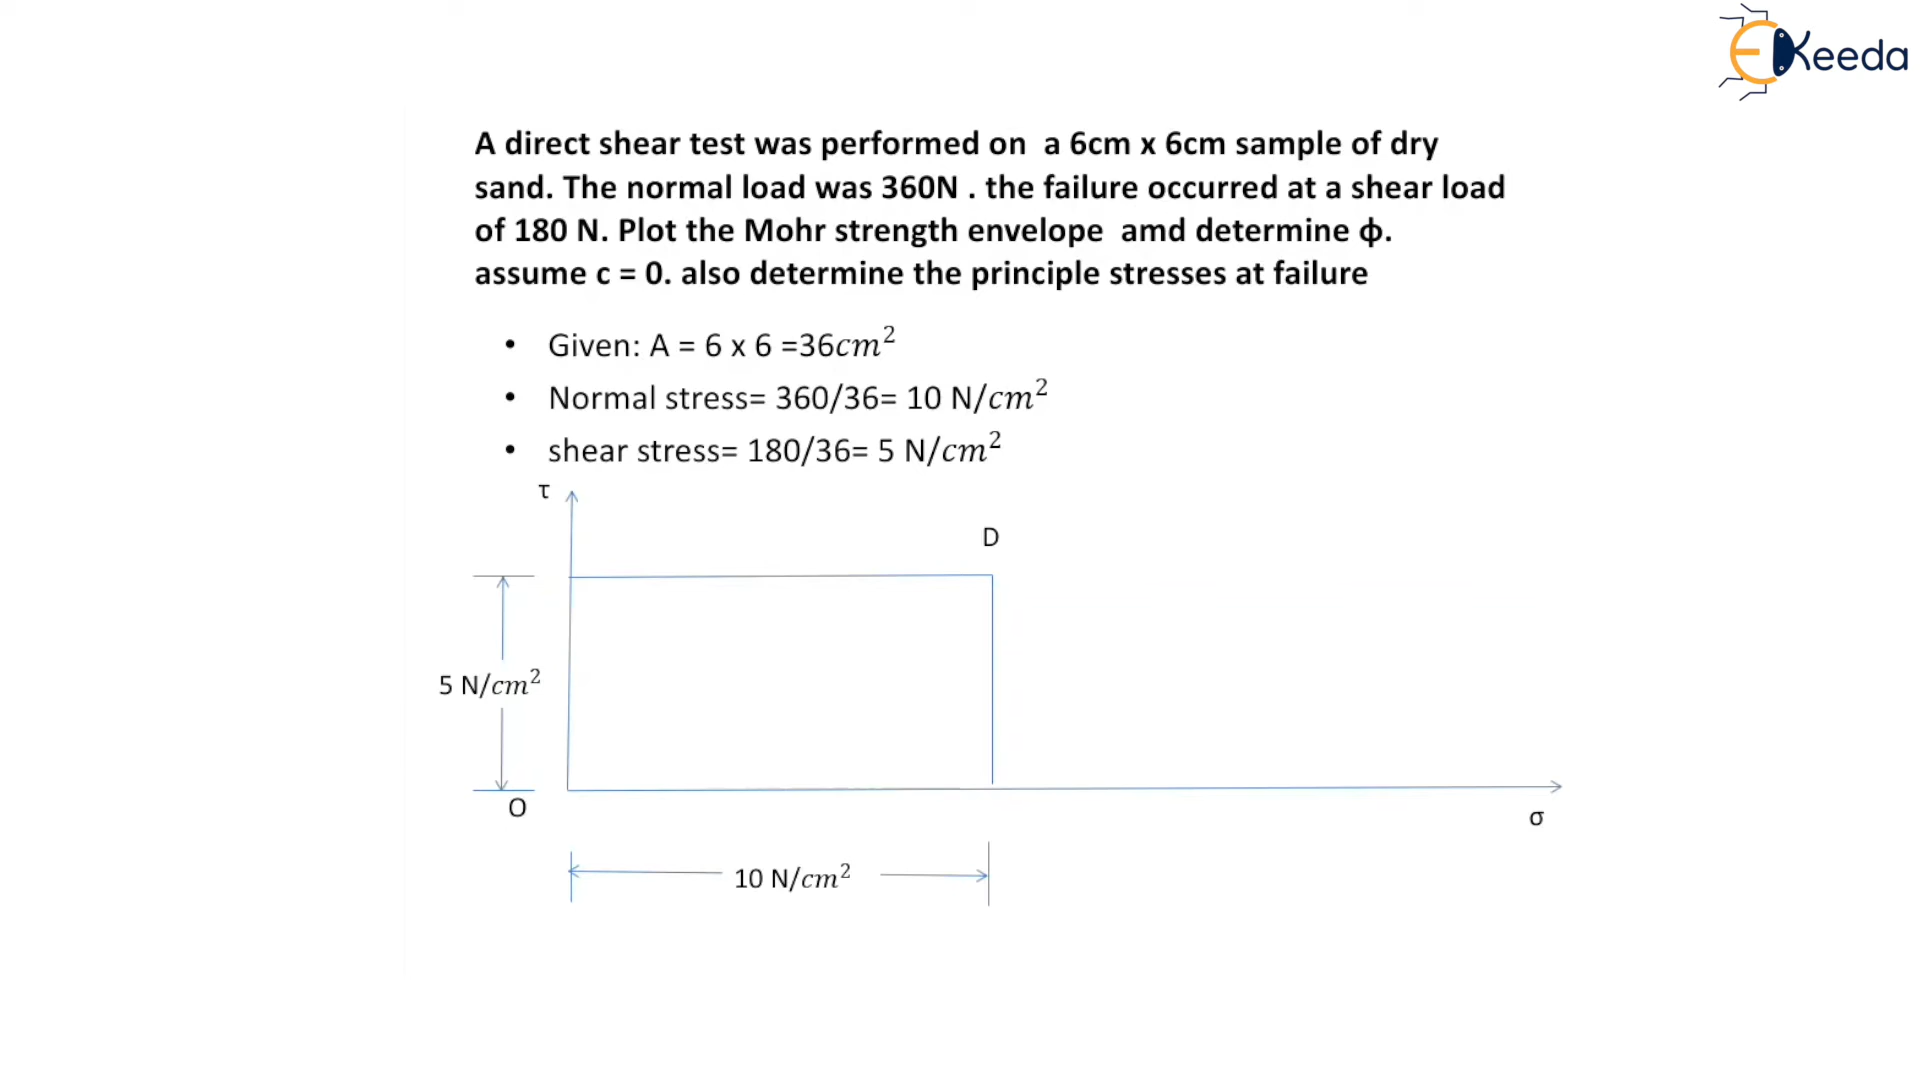 EKeeda
A direct shear test was performed on a 6cm x 6cm sample of dry
sand. The normal load was 360N . the failure occurred at a shear load
of 180 N. Plot the Mohr strength envelope amd determine ɸ.
assume c = 0. also determine the principle stresses at failure
• Given: A = 6 x 6 =36cm²
• Normal stress= 360/36= 10 N/cm²
• shear stress= 180/36= 5 N/cm²
τ
D
5 N/cm²
O
σ
10 N/cm²